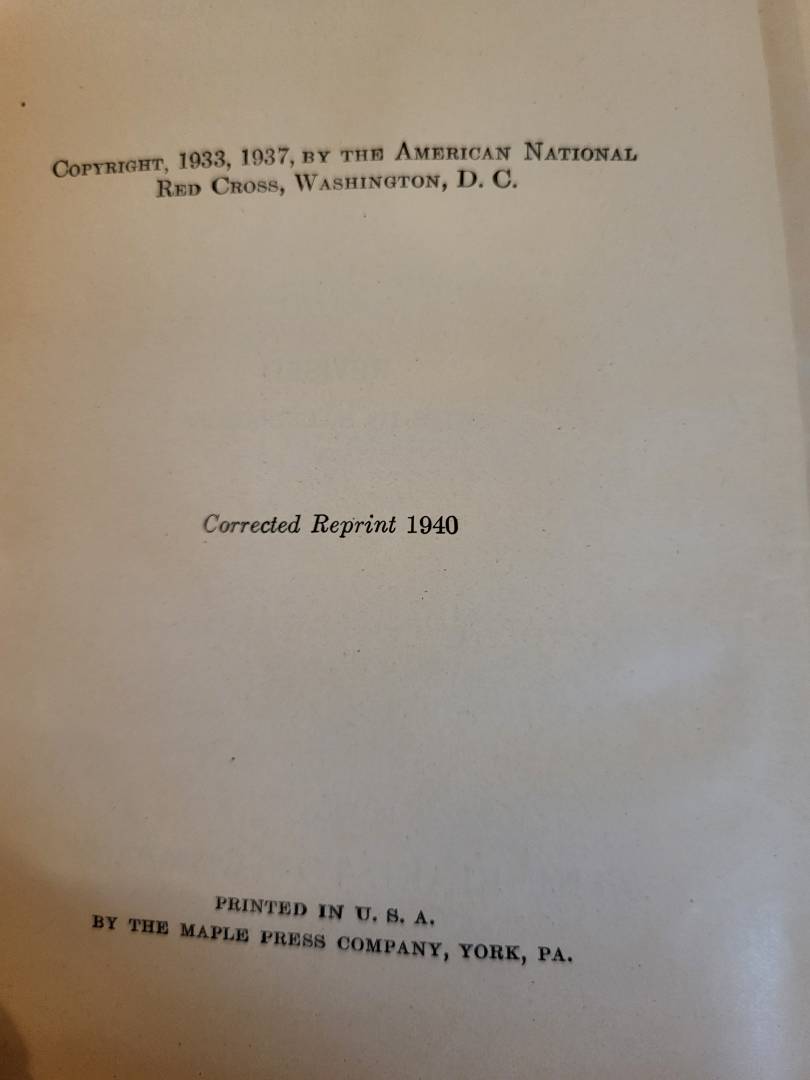 Copyright, 1933, 1937, by the American National
Red Cross, Washington, D. C.
Corrected Reprint 1940
PRINTED IN U. S. A.
BY THE MAPLE PRESS COMPANY, YORK, PA.